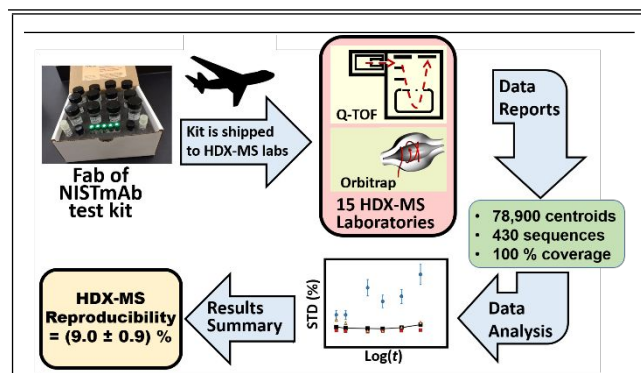 Fab of
NISTmAb
test kit
Kit is shipped
to HDX-MS labs
Q-TOF
Orbitrap
15 HDX-MS
Laboratories
Data
Reports
• 78,900 centroids
• 430 sequences
• 100 % coverage
Data
Analysis
STD (%)
Log(t)
Results
Summary
HDX-MS
Reproducibility
= (9.0 ± 0.9) %